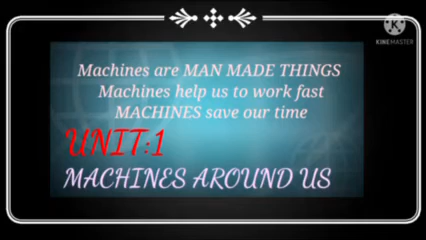 KINEMASTER
Machines are MAN MADE THINGS
Machines help us to work fast
MACHINES save our time
UNIT:1
MACHINES AROUND US